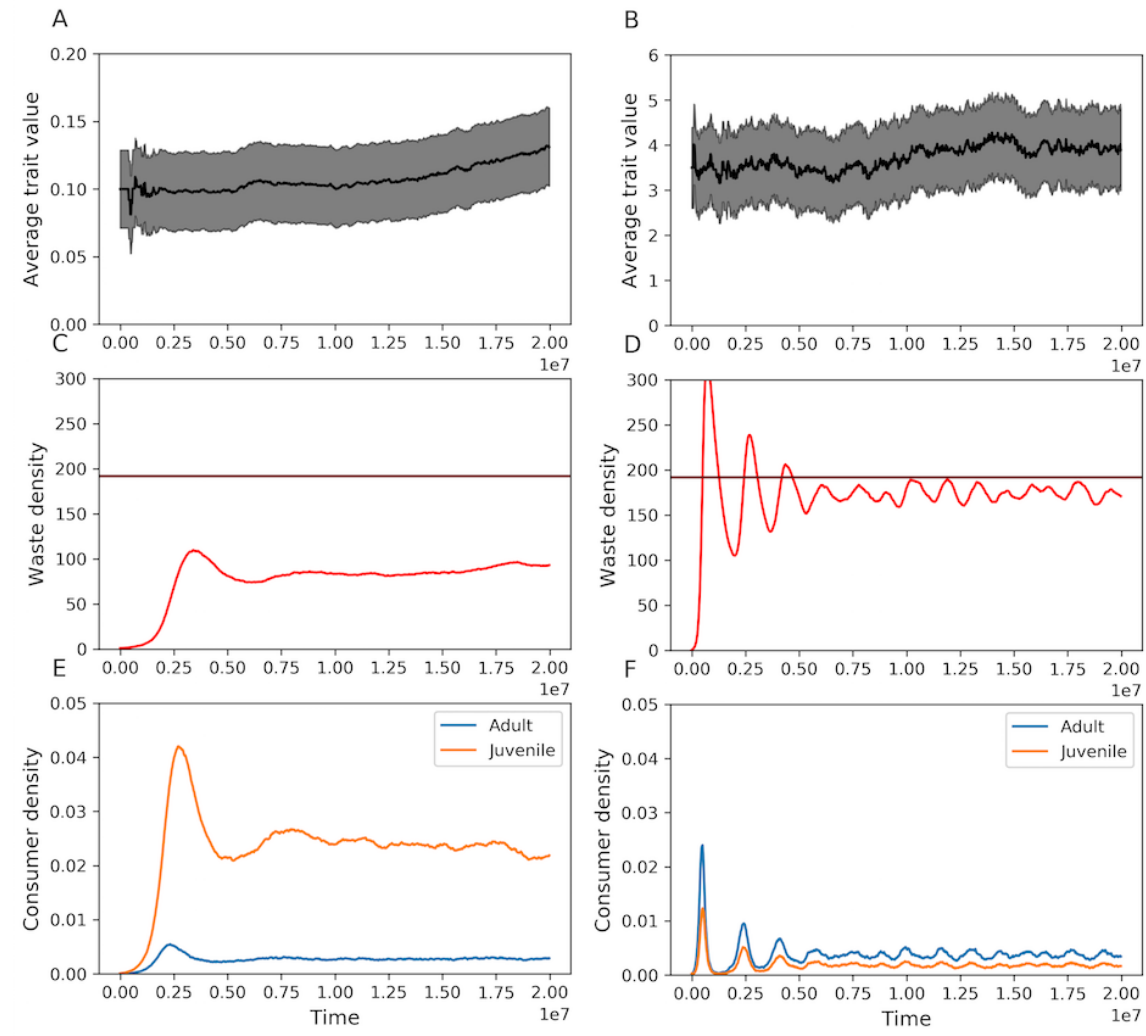 A
B
0.20
0.15
0.10
0.05
0.00
Average trait value
0.00 0.25 0.50 0.75 1.00 1.25 1.50 1.75 2.00
1e7
6
5
4
3
2
1
0
Average trait value
0.00 0.25 0.50 0.75 1.00 1.25 1.50 1.75 2.00
1e7
C
D
300
250
200
150
100
50
0
Waste density
0.00 0.25 0.50 0.75 1.00 1.25 1.50 1.75 2.00
1e7
300
250
200
150
100
50
0
Waste density
0.00 0.25 0.50 0.75 1.00 1.25 1.50 1.75 2.00
1e7
E
F
0.05
0.04
0.03
0.02
0.01
0.00
Consumer density
Adult
Juvenile
0.00 0.25 0.50 0.75 1.00 1.25 1.50 1.75 2.00
Time
1e7
0.05
0.04
0.03
0.02
0.01
0.00
Consumer density
Adult
Juvenile
0.00 0.25 0.50 0.75 1.00 1.25 1.50 1.75 2.00
Time
1e7